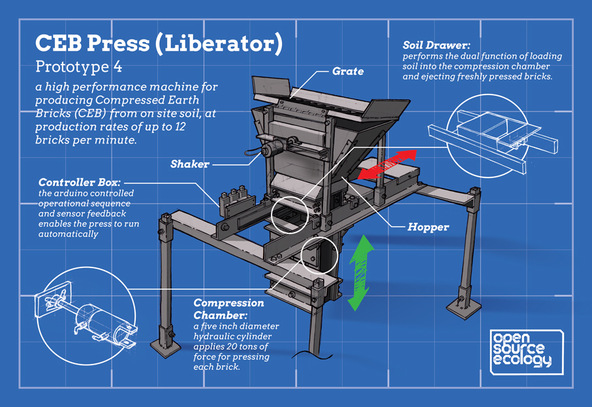 CEB Press (Liberator)
Prototype 4
a high performance machine for
producing Compressed Earth
Bricks (CEB) from on site soil, at
production rates of up to 12
bricks per minute.
Grate
Soil Drawer:
performs the dual function of loading
soil into the compression chamber
and ejecting freshly pressed bricks.
Shaker
Controller Box:
the arduino controlled
operational sequence
and sensor feedback
enables the press to run
automatically
Hopper
Compression
Chamber:
a five inch diameter
hydraulic cylinder
applies 20 tons of
force for pressing
each brick.
open
source
ecology